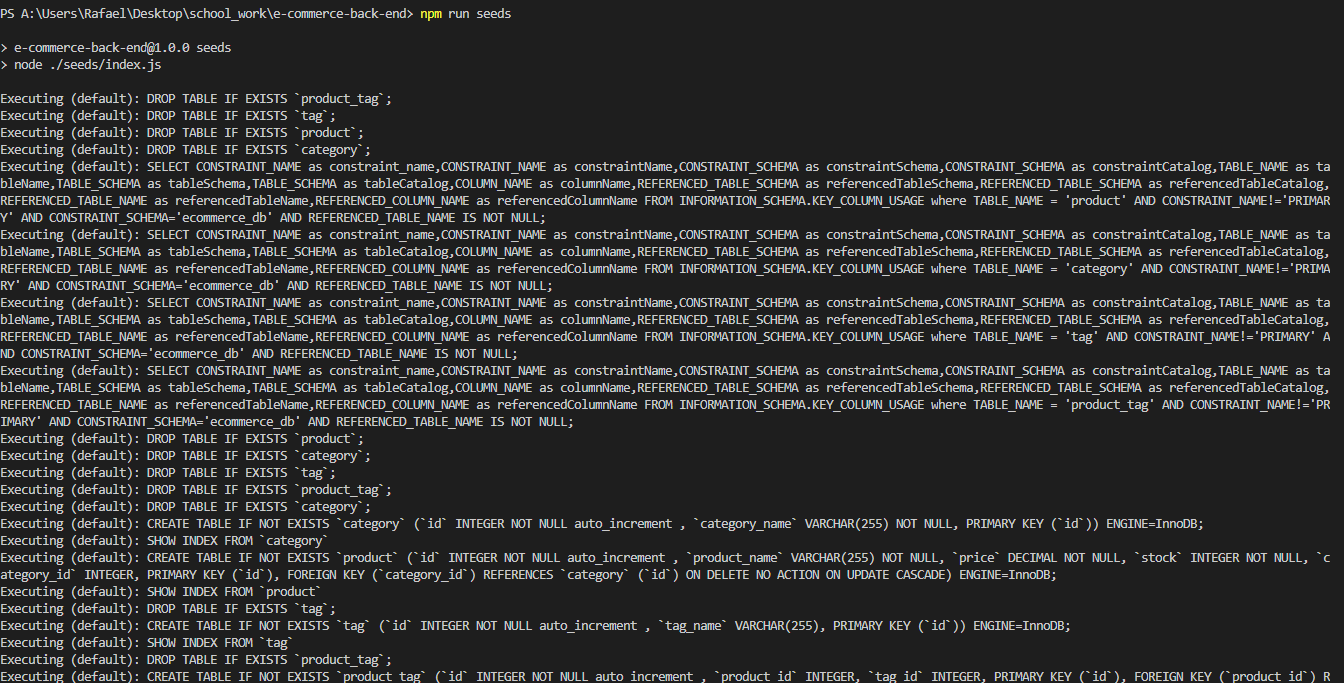 PS A:\Users\Rafael\Desktop\school_work\e-commerce-back-end> npm run seeds
> e-commerce-back-end@1.0.0 seeds
> node ./seeds/index.js
Executing (default): DROP TABLE IF EXISTS `product_tag`;
Executing (default): DROP TABLE IF EXISTS `tag`;
Executing (default): DROP TABLE IF EXISTS `product`;
Executing (default): DROP TABLE IF EXISTS `category`;
Executing (default): SELECT CONSTRAINT_NAME as constraint_name,CONSTRAINT_NAME as constraintName,CONSTRAINT_SCHEMA as constraintSchema,CONSTRAINT_SCHEMA as constraintCatalog,TABLE_NAME as ta
bleName,TABLE_SCHEMA as tableSchema,TABLE_SCHEMA as tableCatalog,COLUMN_NAME as columnName,REFERENCED_TABLE_SCHEMA as referencedTableSchema,REFERENCED_TABLE_SCHEMA as referencedTableCatalog,
REFERENCED_TABLE_NAME as referencedTableName,REFERENCED_COLUMN_NAME as referencedColumnName FROM INFORMATION_SCHEMA.KEY_COLUMN_USAGE where TABLE_NAME = 'product' AND CONSTRAINT_NAME!='PRIMAR
Y' AND CONSTRAINT_SCHEMA='ecommerce_db' AND REFERENCED_TABLE_NAME IS NOT NULL;
Executing (default): SELECT CONSTRAINT_NAME as constraint_name,CONSTRAINT_NAME as constraintName,CONSTRAINT_SCHEMA as constraintSchema,CONSTRAINT_SCHEMA as constraintCatalog,TABLE_NAME as ta
bleName,TABLE_SCHEMA as tableSchema,TABLE_SCHEMA as tableCatalog,COLUMN_NAME as columnName,REFERENCED_TABLE_SCHEMA as referencedTableSchema,REFERENCED_TABLE_SCHEMA as referencedTableCatalog,
REFERENCED_TABLE_NAME as referencedTableName,REFERENCED_COLUMN_NAME as referencedColumnName FROM INFORMATION_SCHEMA.KEY_COLUMN_USAGE where TABLE_NAME = 'category' AND CONSTRAINT_NAME!='PRIMA
RY' AND CONSTRAINT_SCHEMA='ecommerce_db' AND REFERENCED_TABLE_NAME IS NOT NULL;
Executing (default): SELECT CONSTRAINT_NAME as constraint_name,CONSTRAINT_NAME as constraintName,CONSTRAINT_SCHEMA as constraintSchema,CONSTRAINT_SCHEMA as constraintCatalog,TABLE_NAME as ta
bleName,TABLE_SCHEMA as tableSchema,TABLE_SCHEMA as tableCatalog,COLUMN_NAME as columnName,REFERENCED_TABLE_SCHEMA as referencedTableSchema,REFERENCED_TABLE_SCHEMA as referencedTableCatalog,
REFERENCED_TABLE_NAME as referencedTableName,REFERENCED_COLUMN_NAME as referencedColumnName FROM INFORMATION_SCHEMA.KEY_COLUMN_USAGE where TABLE_NAME = 'tag' AND CONSTRAINT_NAME!='PRIMARY' A
ND CONSTRAINT_SCHEMA='ecommerce_db' AND REFERENCED_TABLE_NAME IS NOT NULL;
Executing (default): SELECT CONSTRAINT_NAME as constraint_name,CONSTRAINT_NAME as constraintName,CONSTRAINT_SCHEMA as constraintSchema,CONSTRAINT_SCHEMA as constraintCatalog,TABLE_NAME as ta
bleName,TABLE_SCHEMA as tableSchema,TABLE_SCHEMA as tableCatalog,COLUMN_NAME as columnName,REFERENCED_TABLE_SCHEMA as referencedTableSchema,REFERENCED_TABLE_SCHEMA as referencedTableCatalog,
REFERENCED_TABLE_NAME as referencedTableName,REFERENCED_COLUMN_NAME as referencedColumnName FROM INFORMATION_SCHEMA.KEY_COLUMN_USAGE where TABLE_NAME = 'product_tag' AND CONSTRAINT_NAME!='PR
IMARY' AND CONSTRAINT_SCHEMA='ecommerce_db' AND REFERENCED_TABLE_NAME IS NOT NULL;
Executing (default): DROP TABLE IF EXISTS `product`;
Executing (default): DROP TABLE IF EXISTS `category`;
Executing (default): DROP TABLE IF EXISTS `tag`;
Executing (default): DROP TABLE IF EXISTS `product_tag`;
Executing (default): DROP TABLE IF EXISTS `category`;
Executing (default): CREATE TABLE IF NOT EXISTS `category` (`id` INTEGER NOT NULL auto_increment , `category_name` VARCHAR(255) NOT NULL, PRIMARY KEY (`id`)) ENGINE=InnoDB;
Executing (default): SHOW INDEX FROM `category`
Executing (default): CREATE TABLE IF NOT EXISTS `product` (`id` INTEGER NOT NULL auto_increment , `product_name` VARCHAR(255) NOT NULL, `price` DECIMAL NOT NULL, `stock` INTEGER NOT NULL, `c
ategory_id` INTEGER, PRIMARY KEY (`id`), FOREIGN KEY (`category_id`) REFERENCES `category` (`id`) ON DELETE NO ACTION ON UPDATE CASCADE) ENGINE=InnoDB;
Executing (default): SHOW INDEX FROM `product`
Executing (default): DROP TABLE IF EXISTS `tag`;
Executing (default): CREATE TABLE IF NOT EXISTS `tag` (`id` INTEGER NOT NULL auto_increment , `tag_name` VARCHAR(255), PRIMARY KEY (`id`)) ENGINE=InnoDB;
Executing (default): SHOW INDEX FROM `tag`
Executing (default): DROP TABLE IF EXISTS `product_tag`;
Executing (default): CREATE TABLE IF NOT EXISTS `product_tag` (`id` INTEGER NOT NULL auto_increment , `product_id` INTEGER, `tag_id` INTEGER, PRIMARY KEY (`id`), FOREIGN KEY (`product_id`) R